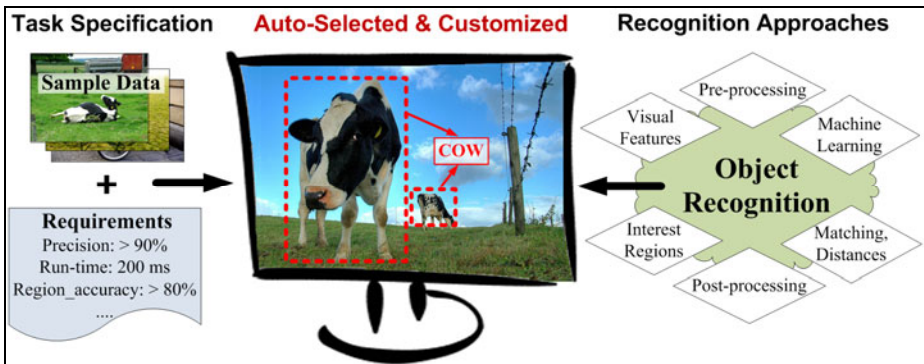 Task Specification
Auto-Selected & Customized
Recognition Approaches
Sample Data
+
Requirements
Precision: > 90%
Run-time: 200 ms
Region_accuracy: > 80%
....
COW
Pre-processing
Visual
Features
Machine
Learning
Object
Recognition
Interest
Regions
Matching,
Distances
Post-processing